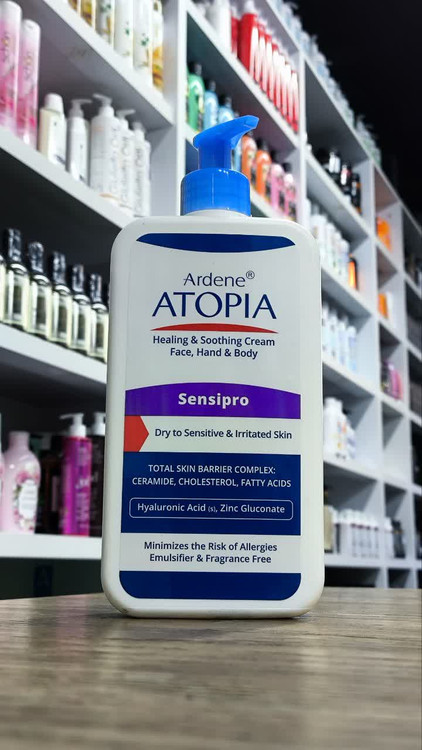 Ardene®
ATOPIA
Healing & Soothing Cream
Face, Hand & Body
Sensipro
Dry to Sensitive & Irritated Skin
TOTAL SKIN BARRIER COMPLEX:
CERAMIDE, CHOLESTEROL, FATTY ACIDS
Hyaluronic Acid (s), Zinc Gluconate
Minimizes the Risk of Allergies
Emulsifier & Fragrance Free